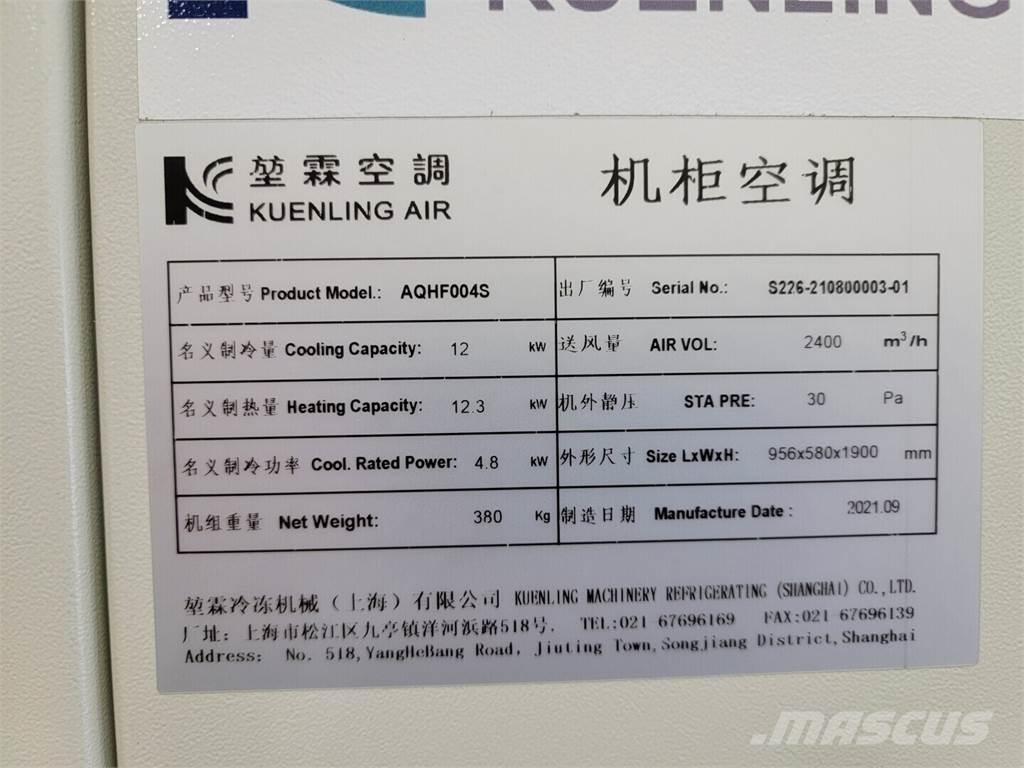 KUENLING
堃霖空調 机柜空调
KUENLING AIR
产品型号 Product Model.: AQHF004S 出厂编号 Serial No.: S226-210800003-01
名义制冷量 Cooling Capacity: 12 kW 送风量 AIR VOL: 2400 m³/h
名义制热量 Heating Capacity: 12.3 kW 机外静压 STA PRE: 30 Pa
名义制冷功率 Cool. Rated Power: 4.8 kW 外形尺寸 Size LxWxH: 956x580x1900 mm
机组重量 Net Weight: 380 Kg 制造日期 Manufacture Date : 2021.09
堃霖冷冻机械（上海）有限公司 KUENLING MACHINERY REFRIGERATING (SHANGHAI) CO.,LTD.
厂址: 上海市松江区九亭镇洋河浜路518号. TEL:021 67696169 FAX:021 67696139
Address: No. 518,YangHeBang Road, Jiuting Town,Songjiang District,Shanghai
MASCUS